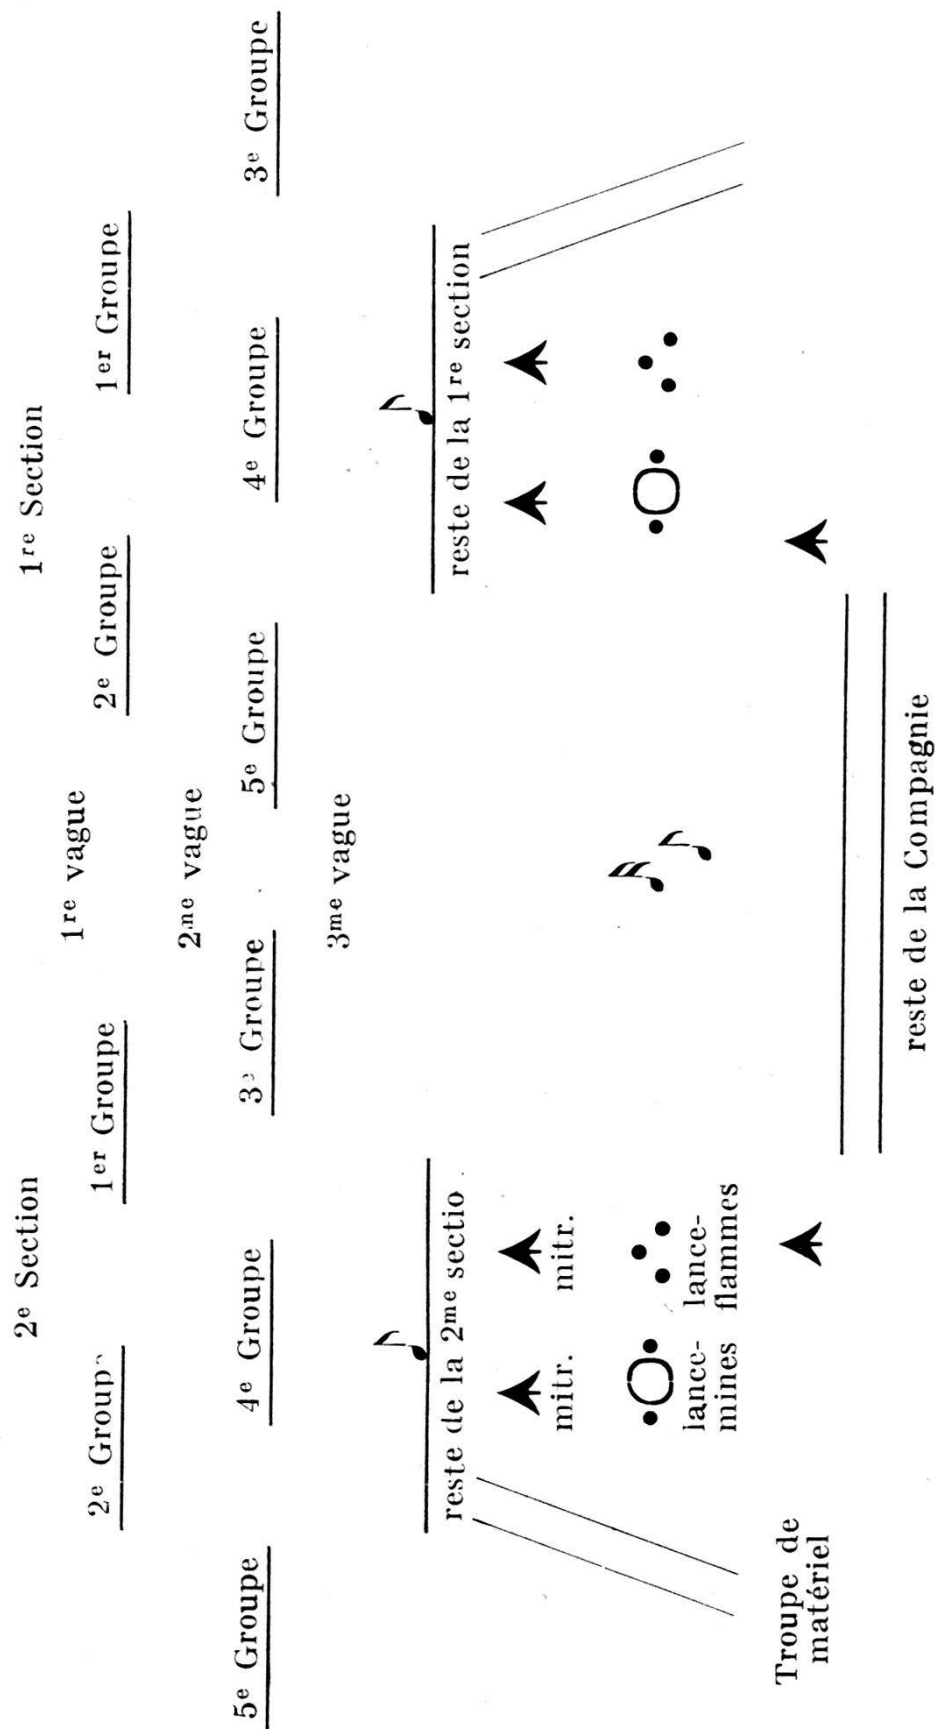 2e Section
1re Section
1re vague
2e Group
1er Groupe
2e Groupe
1er Groupe
2me vague
5e Groupe
4e Groupe
3e Groupe
5e Groupe
4e Groupe
3e Groupe
3me vague
reste de la 2me sectio
reste de la 1re section
mitr.
mitr.
lance-
mines
lance-
flammes
Troupe de
matériel
reste de la Compagnie